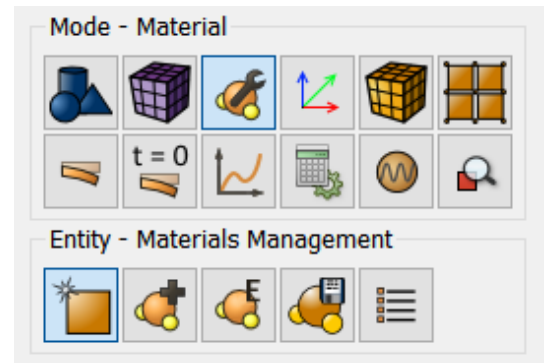 Mode - Material
t = 0
Entity - Materials Management
E